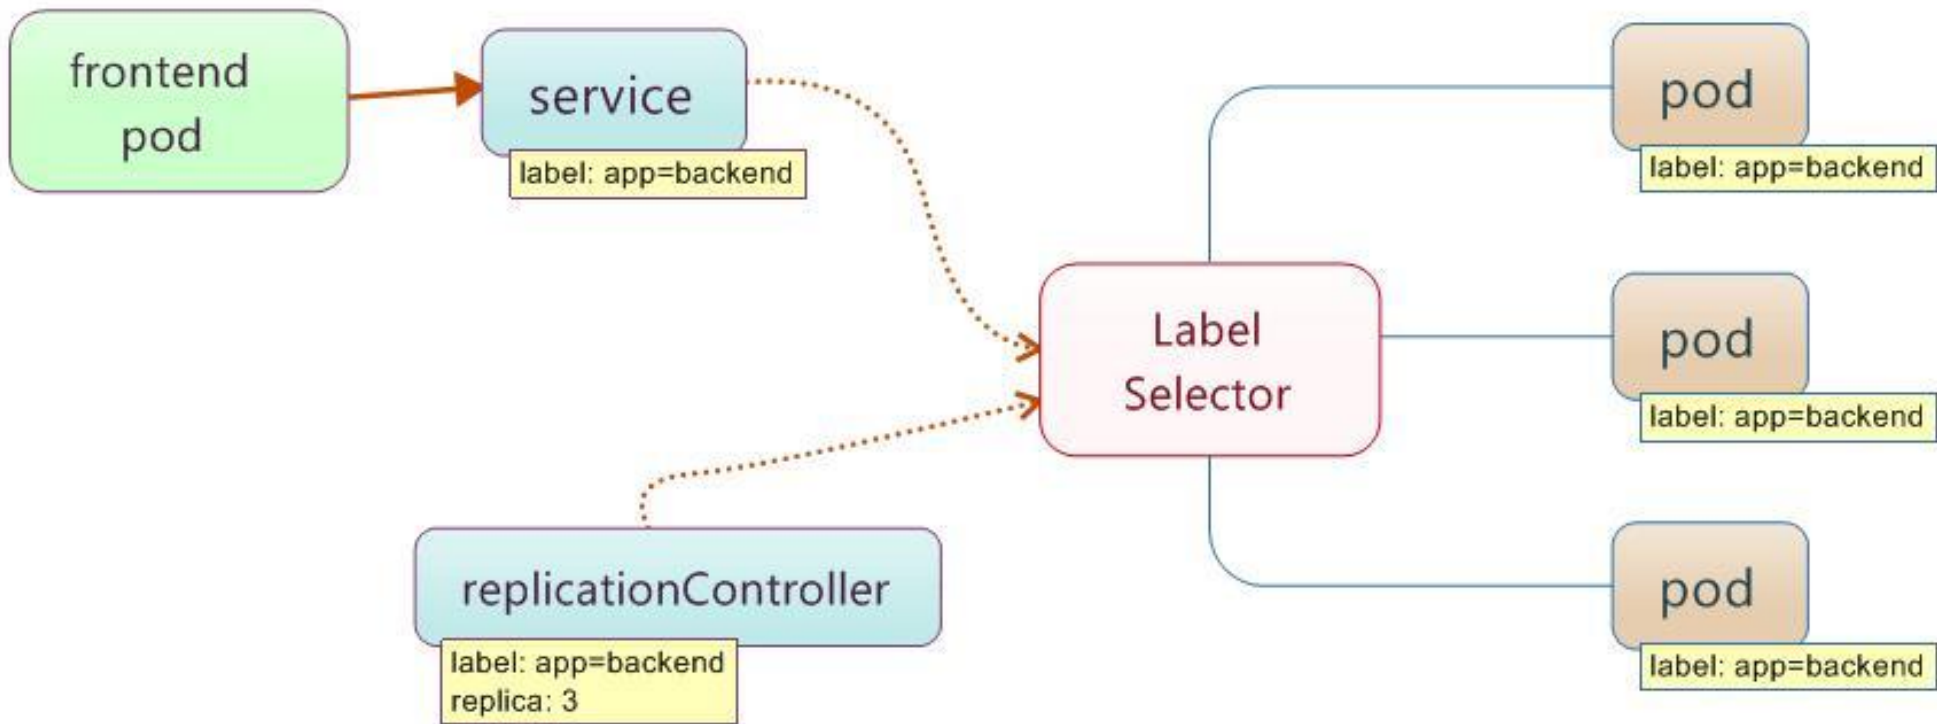 frontend
pod
service
label: app=backend
pod
label: app=backend
Label
Selector
pod
label: app=backend
replicationController
label: app=backend
replica: 3
pod
label: app=backend